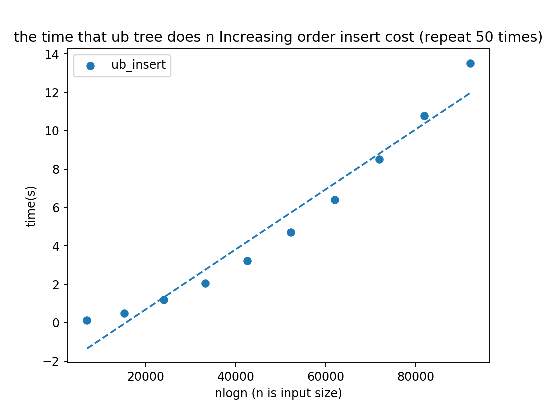 the time that ub tree does n Increasing order insert cost (repeat 50 times)
14
12
10
8
6
4
2
0
−2
ub_insert
time(s)
20000 40000 60000 80000
nlogn (n is input size)